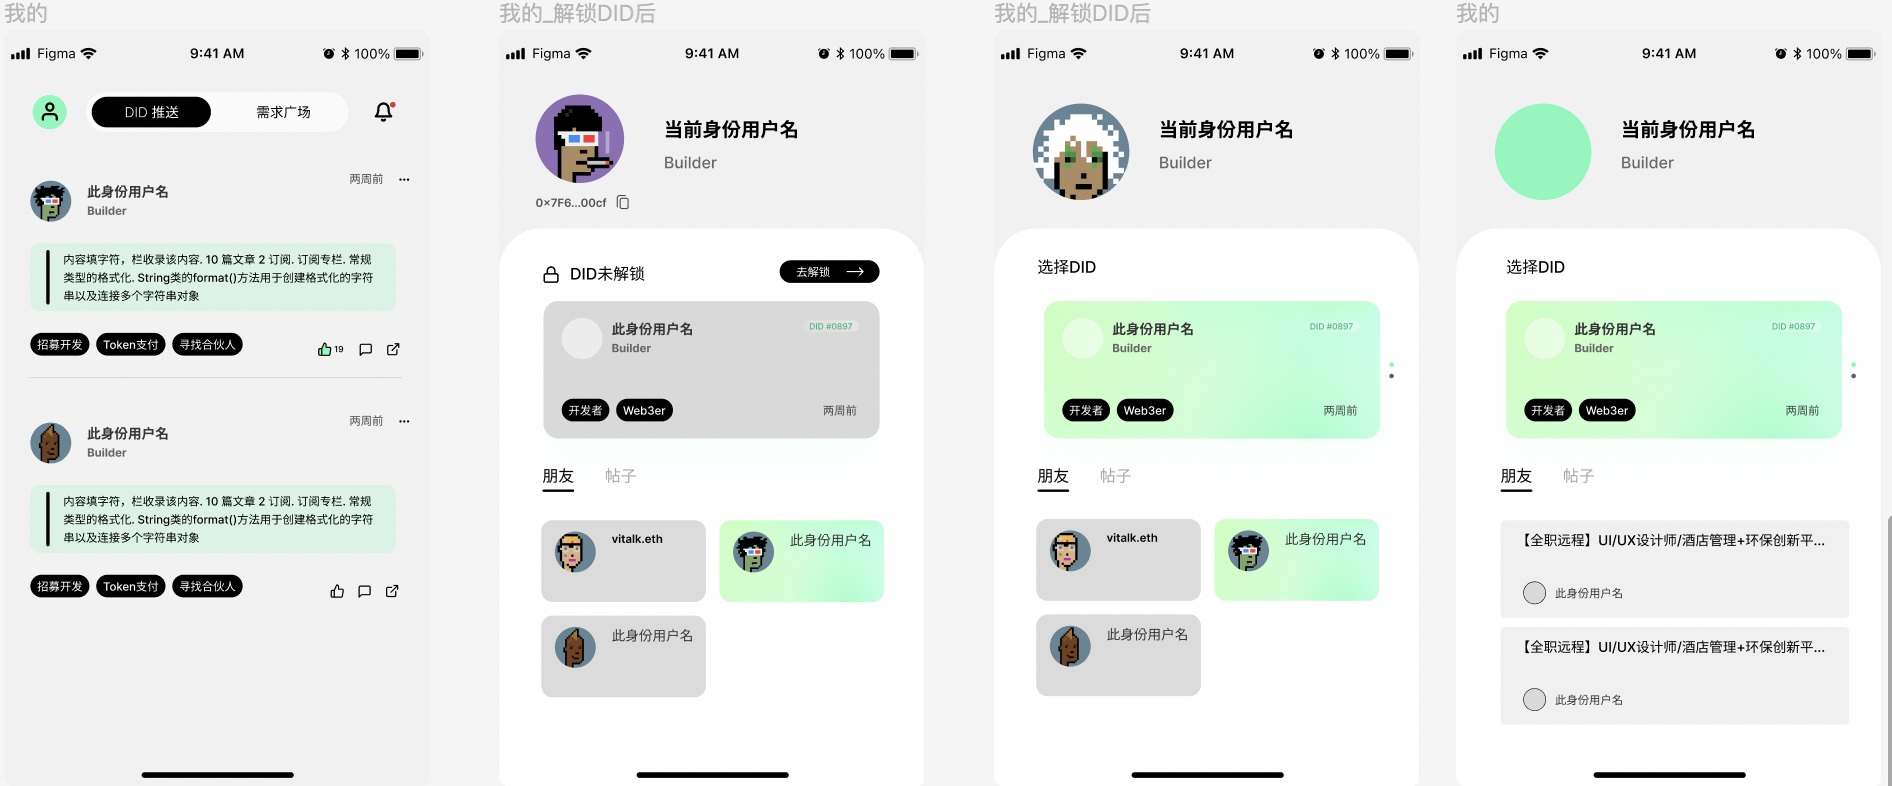 我的
Figma
9:41 AM
100%
DID 推送
需求广场
此身份用户名
Builder
两周前
内容填字符，栏收录该内容. 10 篇文章 2 订阅. 订阅专栏. 常规
类型的格式化. String类的format()方法用于创建格式化的字符
串以及连接多个字符串对象
招募开发
Token支付
寻找合伙人
19
此身份用户名
Builder
两周前
内容填字符，栏收录该内容. 10 篇文章 2 订阅. 订阅专栏. 常规
类型的格式化. String类的format()方法用于创建格式化的字符
串以及连接多个字符串对象
招募开发
Token支付
寻找合伙人
我的_解锁DID后
Figma
9:41 AM
100%
当前身份用户名
Builder
0×7F6...00cf
DID未解锁
去解锁
此身份用户名
Builder
DID #0897
开发者
Web3er
两周前
朋友
帖子
vitalk.eth
此身份用户名
此身份用户名
我的_解锁DID后
Figma
9:41 AM
100%
当前身份用户名
Builder
选择DID
此身份用户名
Builder
DID #0897
开发者
Web3er
两周前
朋友
帖子
vitalk.eth
此身份用户名
此身份用户名
我的
Figma
9:41 AM
100%
当前身份用户名
Builder
选择DID
此身份用户名
Builder
DID #0897
开发者
Web3er
两周前
朋友
帖子
【全职远程】UI/UX设计师/酒店管理+环保创新平...
此身份用户名
【全职远程】UI/UX设计师/酒店管理+环保创新平...
此身份用户名